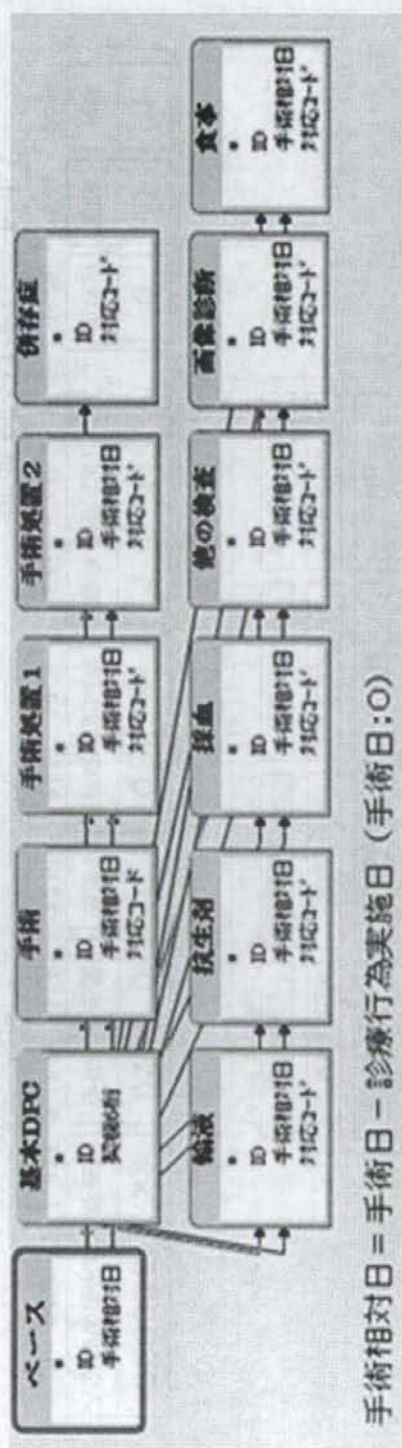 ベース
*
ID
手術相対日
基本DPC
*
ID
手術
*
ID
手術相対日
対応コード
手術処置1
*
ID
手術相対日
対応コード
手術処置2
*
ID
手術相対日
対応コード
併存症
*
ID
対応コード
輸液
*
ID
手術相対日
対応コード
抗生剤
*
ID
手術相対日
対応コード
採血
*
ID
手術相対日
対応コード
他の検査
*
ID
手術相対日
対応コード
画像診断
*
ID
手術相対日
対応コード
食事
*
ID
手術相対日
対応コード
手術相対日=手術日-診療行為実施日(手術日:0)